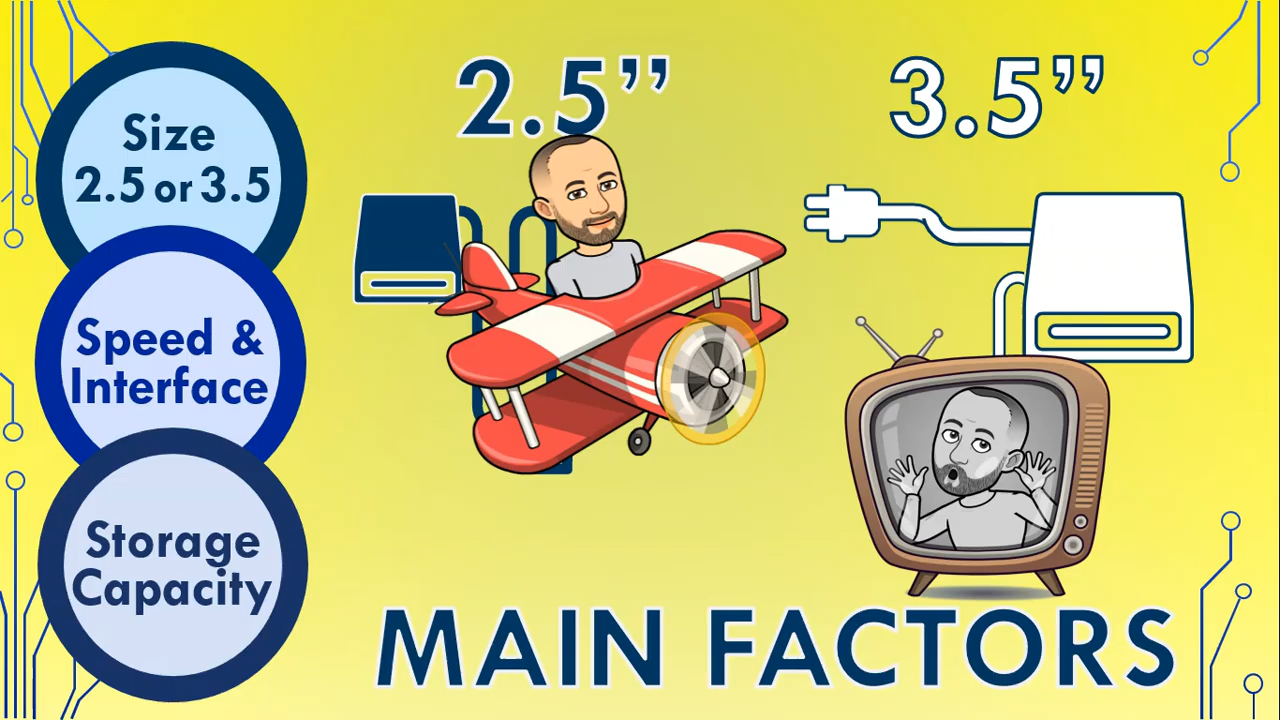 Size
2.5 or 3.5
Speed &
Interface
Storage
Capacity
2.5”
3.5”
MAIN FACTORS